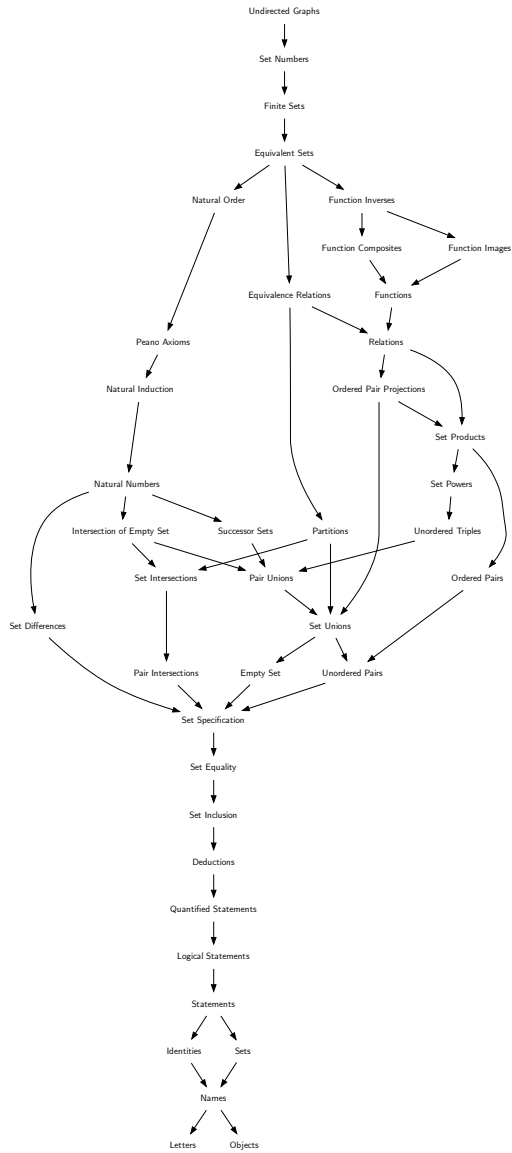 Undirected Graphs
Set Numbers
Finite Sets
Equivalent Sets
Natural Order
Function Inverses
Function Composites
Function Images
Equivalence Relations
Functions
Peano Axioms
Relations
Natural Induction
Ordered Pair Projections
Set Products
Natural Numbers
Set Powers
Intersection of Empty Set
Successor Sets
Partitions
Unordered Triples
Set Intersections
Pair Unions
Ordered Pairs
Set Differences
Set Unions
Pair Intersections
Empty Set
Unordered Pairs
Set Specification
Set Equality
Set Inclusion
Deductions
Quantified Statements
Logical Statements
Statements
Identities
Sets
Names
Letters
Objects